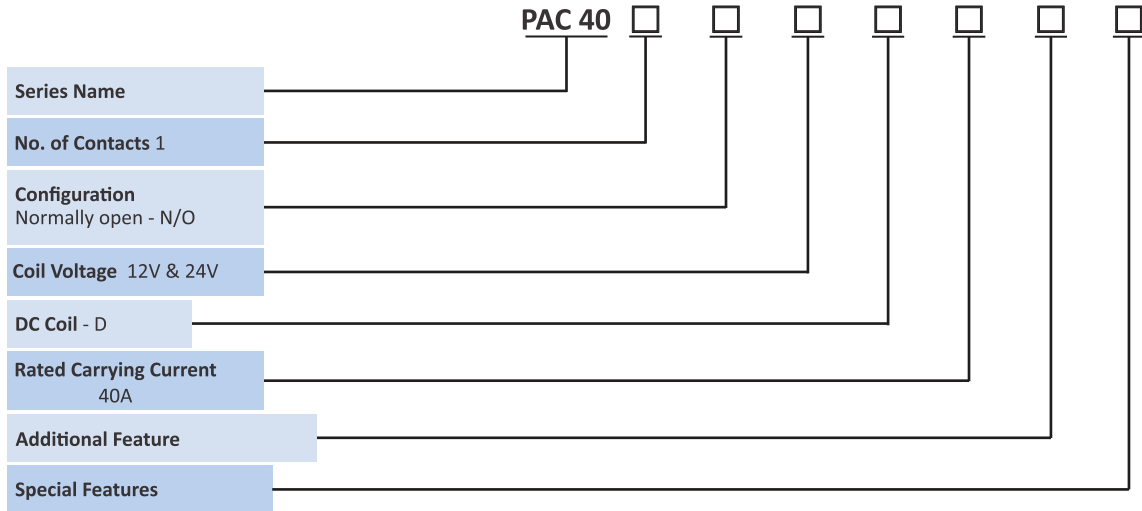 PAC 40 □ □ □ □ □ □ □
Series Name
No. of Contacts 1
Configuration
Normally open - N/O
Coil Voltage 12V & 24V
DC Coil - D
Rated Carrying Current
40A
Additional Feature
Special Features